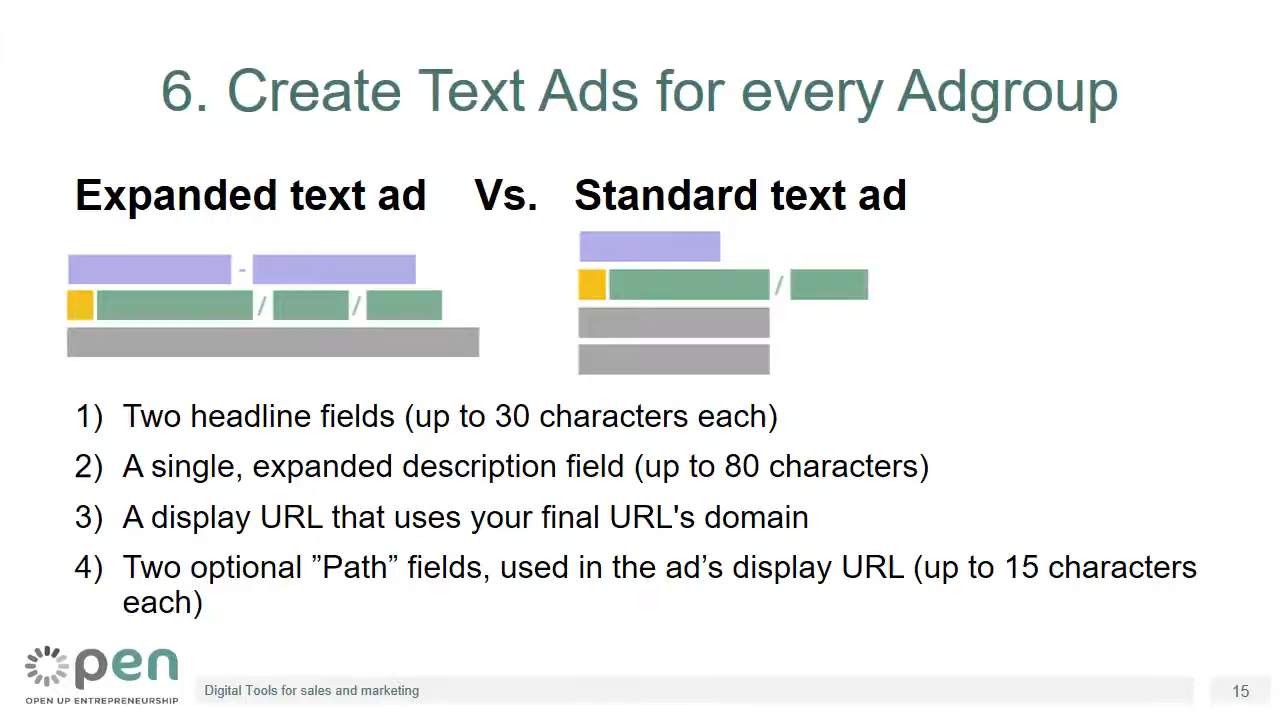 6. Create Text Ads for every Adgroup
Expanded text ad Vs. Standard text ad
-
/ / /
1) Two headline fields (up to 30 characters each)
2) A single, expanded description field (up to 80 characters)
3) A display URL that uses your final URL's domain
4) Two optional ”Path” fields, used in the ad’s display URL (up to 15 characters
each)
open
OPEN UP ENTREPRENEURSHIP
Digital Tools for sales and marketing
15